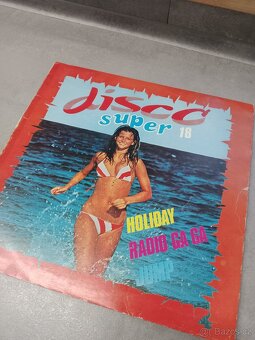 disco
super 18
HOLIDAY
RADIO GA GA
JUMP